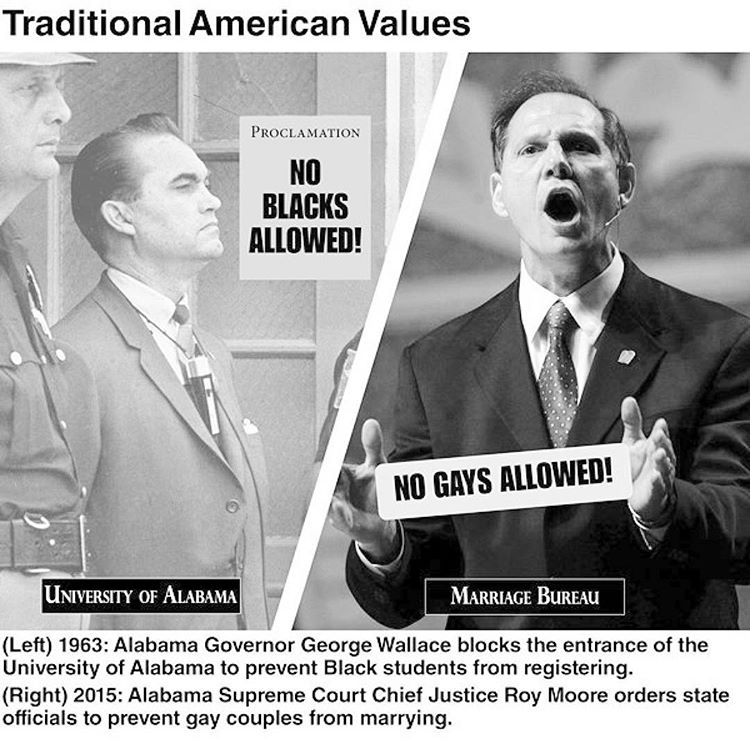 Traditional American Values
PROCLAMATION
NO
BLACKS
ALLOWED!
NO GAYS ALLOWED!
UNIVERSITY OF ALABAMA
MARRIAGE BUREAU
(Left) 1963: Alabama Governor George Wallace blocks the entrance of the
University of Alabama to prevent Black students from registering.
(Right) 2015: Alabama Supreme Court Chief Justice Roy Moore orders state
officials to prevent gay couples from marrying.